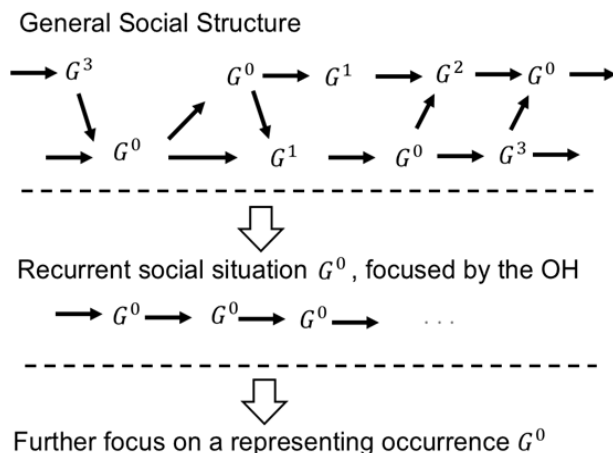 General Social Structure
G³ G⁰ G¹ G² G⁰
G⁰ G¹ G⁰ G³
Recurrent social situation G⁰ , focused by the OH
G⁰ G⁰ G⁰ . . .
Further focus on a representing occurrence G⁰